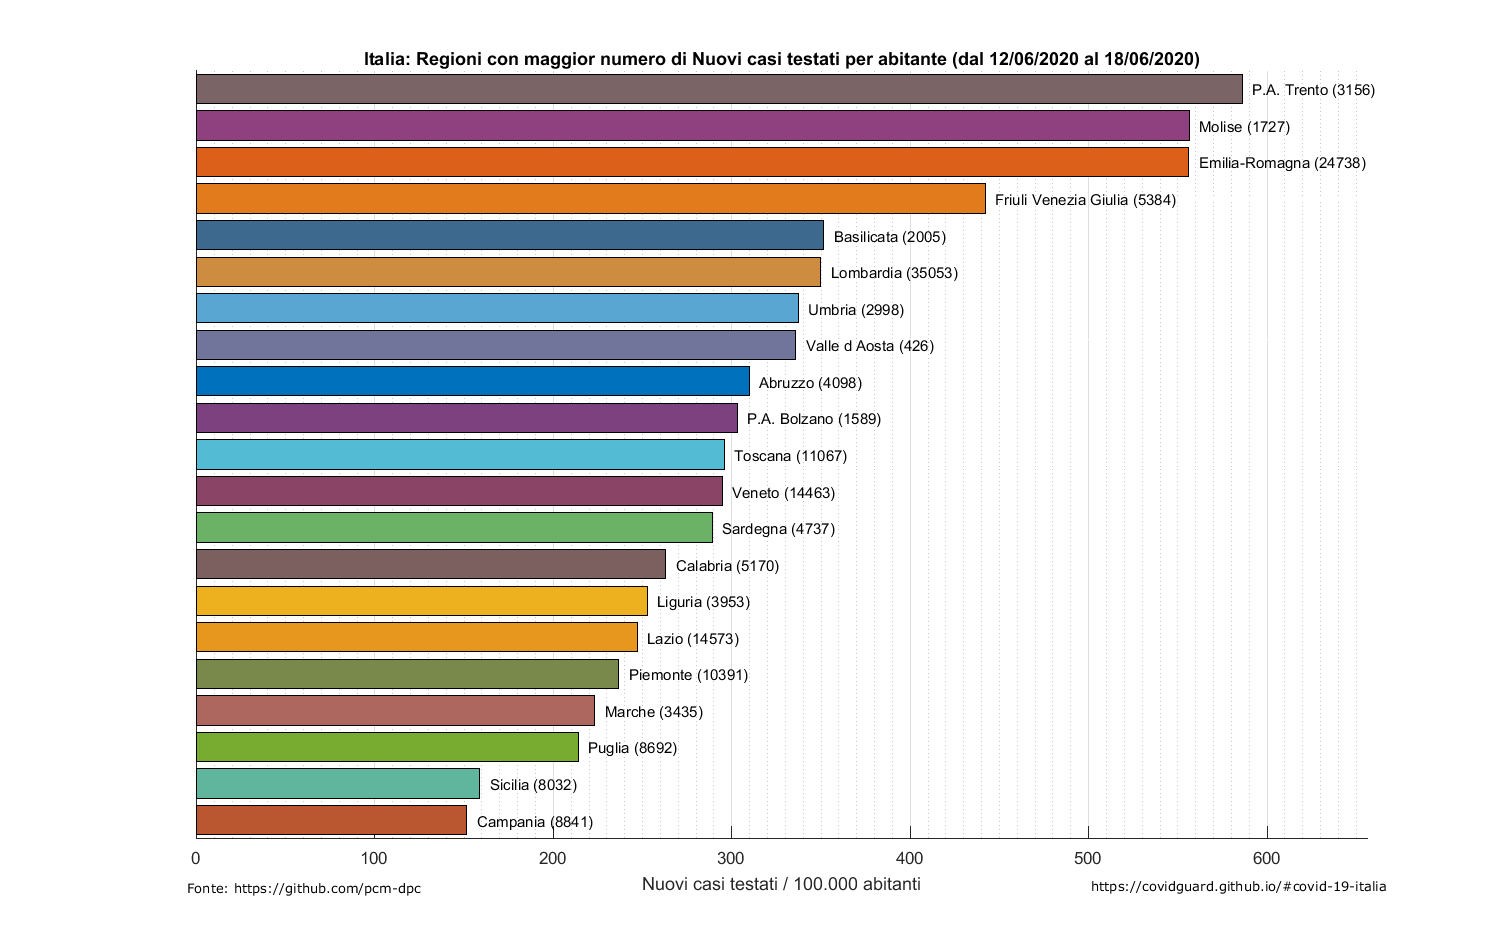 Italia: Regioni con maggior numero di Nuovi casi testati per abitante (dal 12/06/2020 al 18/06/2020)
P.A. Trento (3156)
Molise (1727)
Emilia-Romagna (24738)
Friuli Venezia Giulia (5384)
Basilicata (2005)
Lombardia (35053)
Umbria (2998)
Valle d Aosta (426)
Abruzzo (4098)
P.A. Bolzano (1589)
Toscana (11067)
Veneto (14463)
Sardegna (4737)
Calabria (5170)
Liguria (3953)
Lazio (14573)
Piemonte (10391)
Marche (3435)
Puglia (8692)
Sicilia (8032)
Campania (8841)
0 100 200 300 400 500 600
Nuovi casi testati / 100.000 abitanti
Fonte: https://github.com/pcm-dpc
https://covidguard.github.io/#covid-19-italia